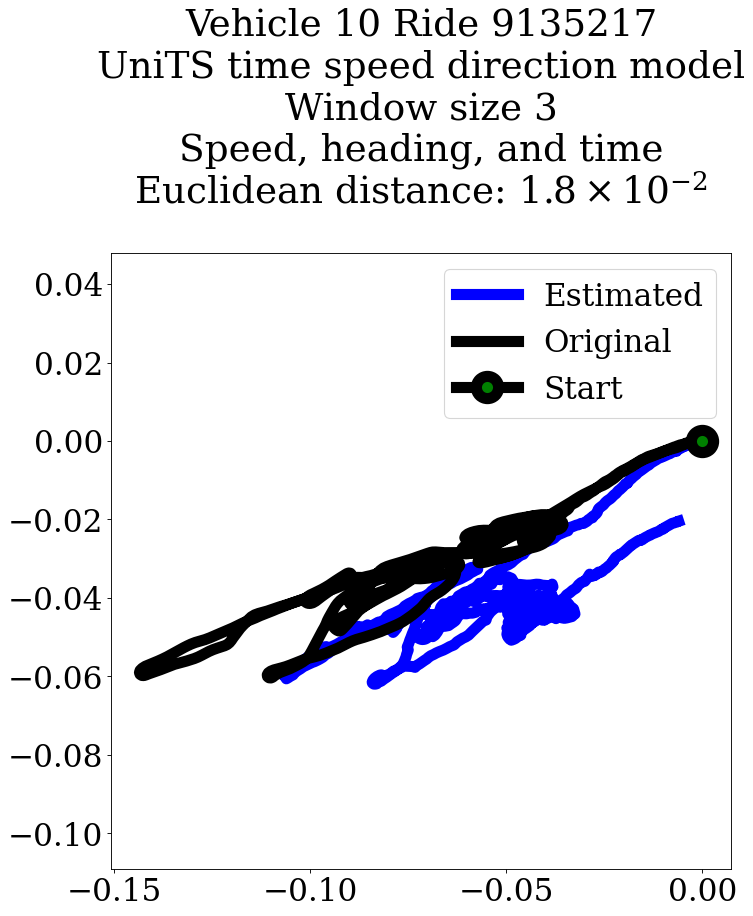 Vehicle 10 Ride 9135217
UniTS time speed direction model
Window size 3
Speed, heading, and time
Euclidean distance: 1.8 × 10⁻²
0.04
0.02
0.00
−0.02
−0.04
−0.06
−0.08
−0.10
Estimated
Original
Start
−0.15
−0.10
−0.05
0.00